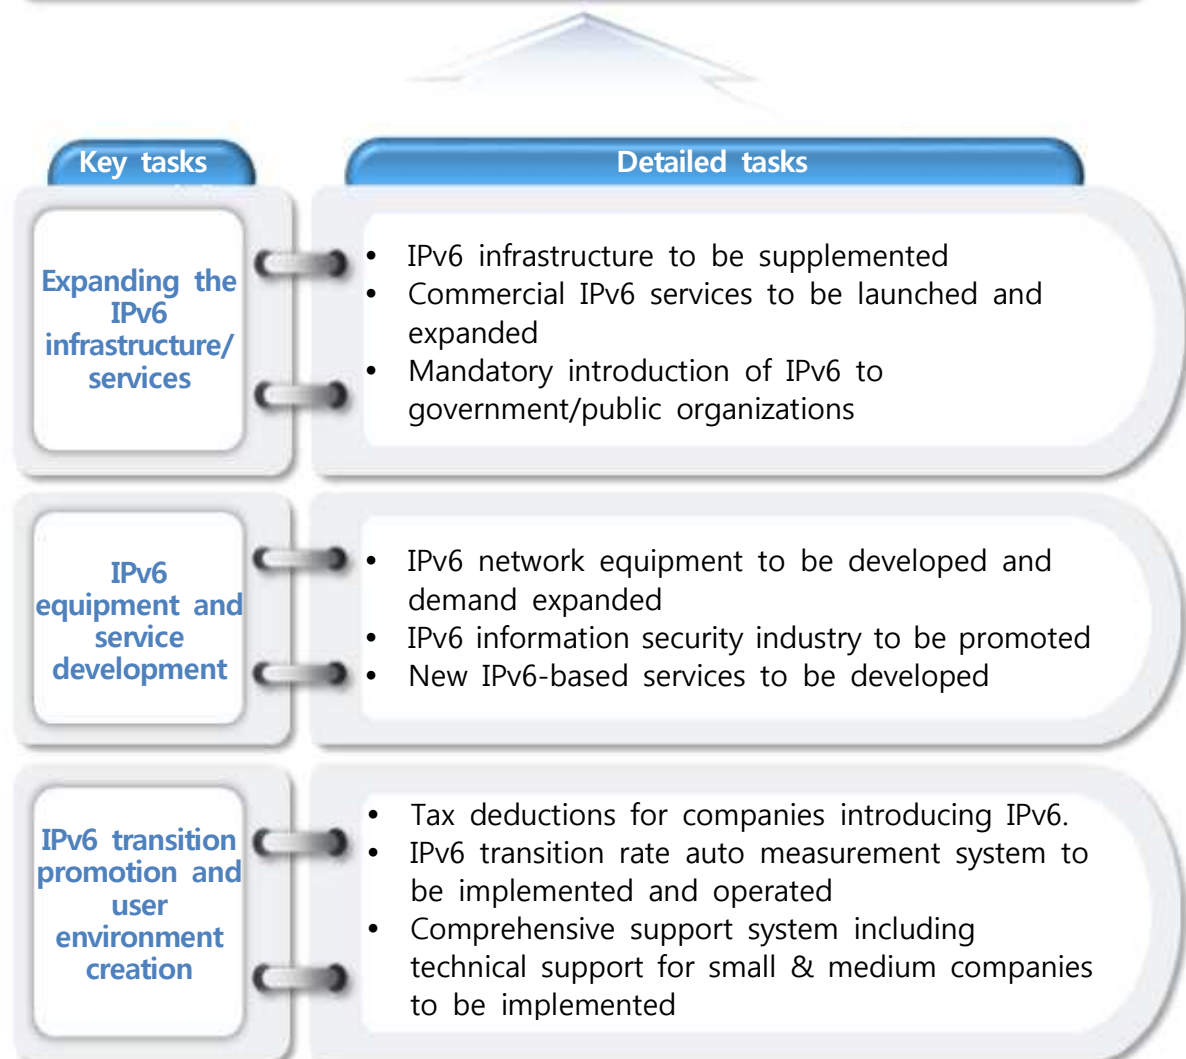 Key tasks
Detailed tasks
Expanding the
IPv6
infrastructure/
services
• IPv6 infrastructure to be supplemented
• Commercial IPv6 services to be launched and
expanded
• Mandatory introduction of IPv6 to
government/public organizations
IPv6
equipment and
service
development
• IPv6 network equipment to be developed and
demand expanded
• IPv6 information security industry to be promoted
• New IPv6-based services to be developed
IPv6 transition
promotion and
user
environment
creation
• Tax deductions for companies introducing IPv6.
• IPv6 transition rate auto measurement system to
be implemented and operated
• Comprehensive support system including
technical support for small & medium companies
to be implemented